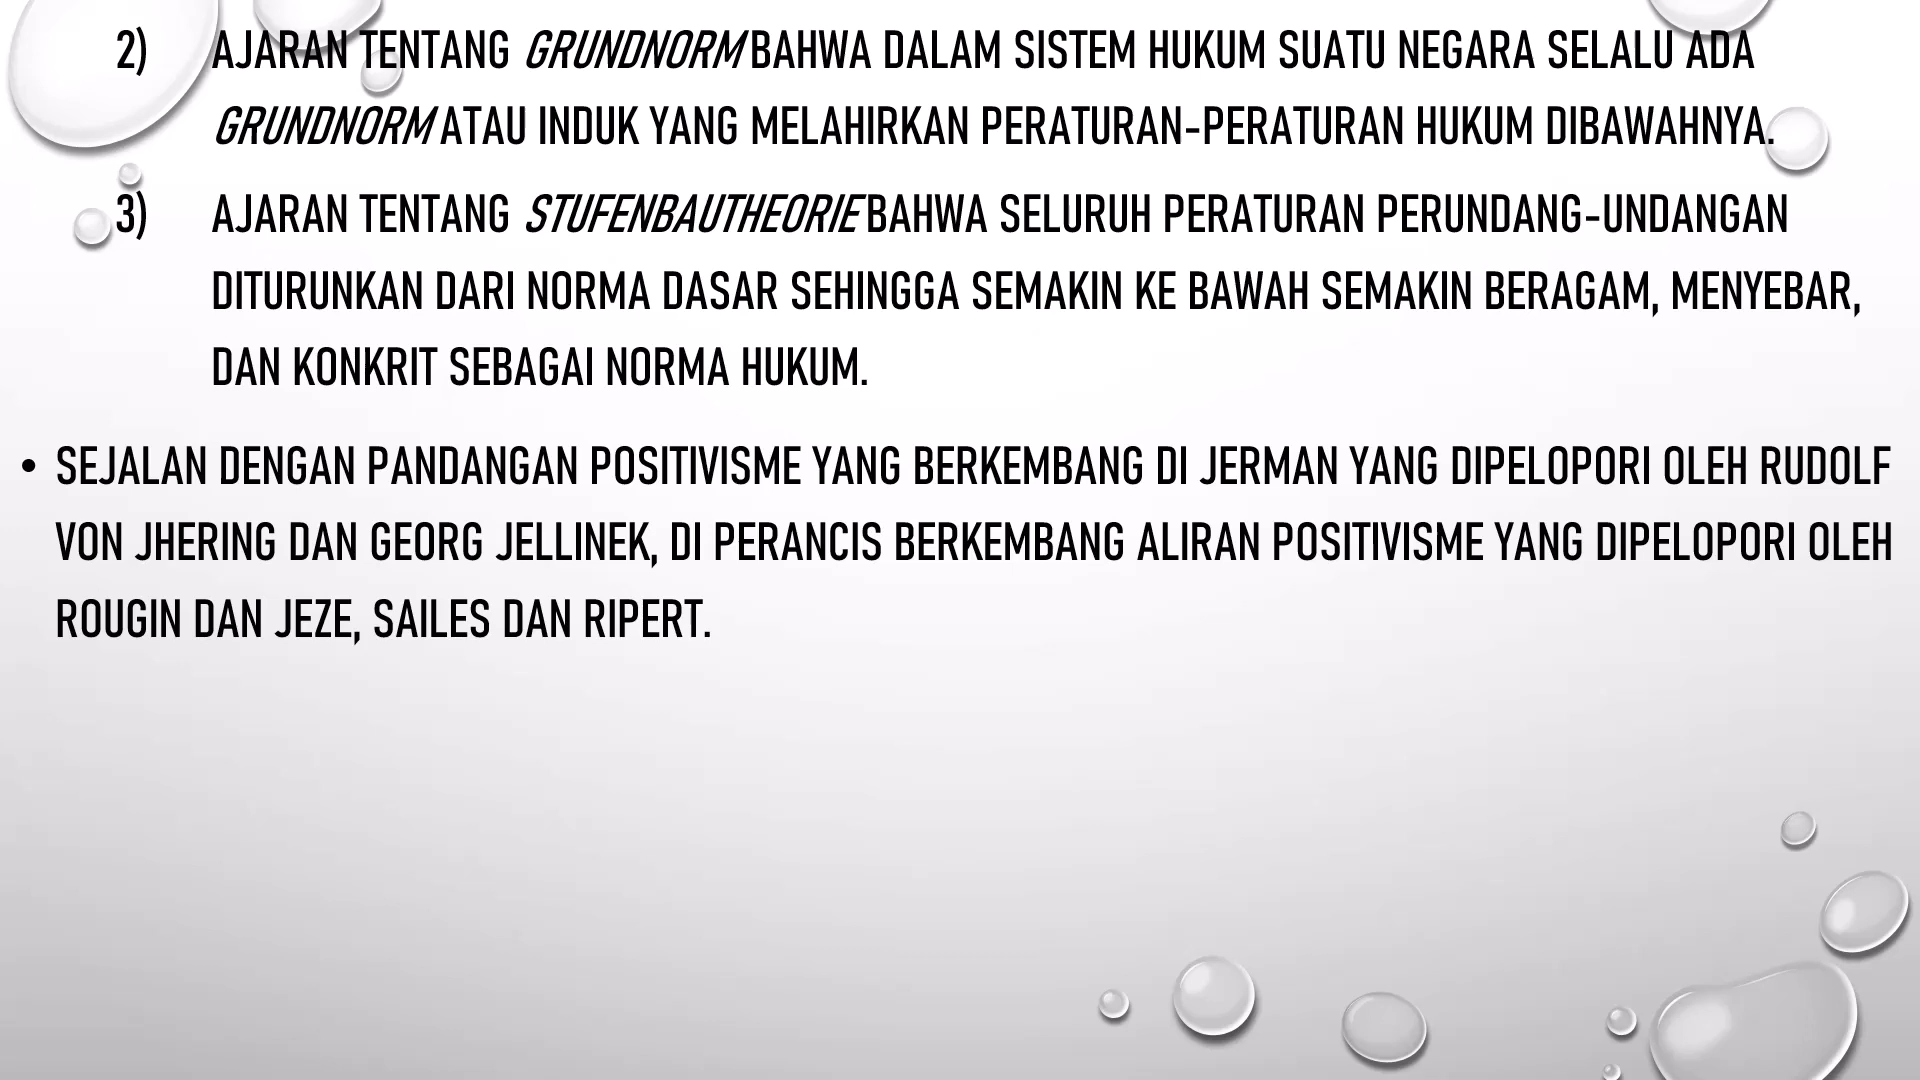 2) AJARAN TENTANG GRUNDNORM BAHWA DALAM SISTEM HUKUM SUATU NEGARA SELALU ADA
GRUNDNORM ATAU INDUK YANG MELAHIRKAN PERATURAN-PERATURAN HUKUM DIBAWAHNYA.
3) AJARAN TENTANG STUFENBAUTHEORIE BAHWA SELURUH PERATURAN PERUNDANG-UNDANGAN
DITURUNKAN DARI NORMA DASAR SEHINGGA SEMAKIN KE BAWAH SEMAKIN BERAGAM, MENYEBAR,
DAN KONKRIT SEBAGAI NORMA HUKUM.
• SEJALAN DENGAN PANDANGAN POSITIVISME YANG BERKEMBANG DI JERMAN YANG DIPELOPORI OLEH RUDOLF
VON JHERING DAN GEORG JELLINEK, DI PERANCIS BERKEMBANG ALIRAN POSITIVISME YANG DIPELOPORI OLEH
ROUGIN DAN JEZE, SAILES DAN RIPERT.